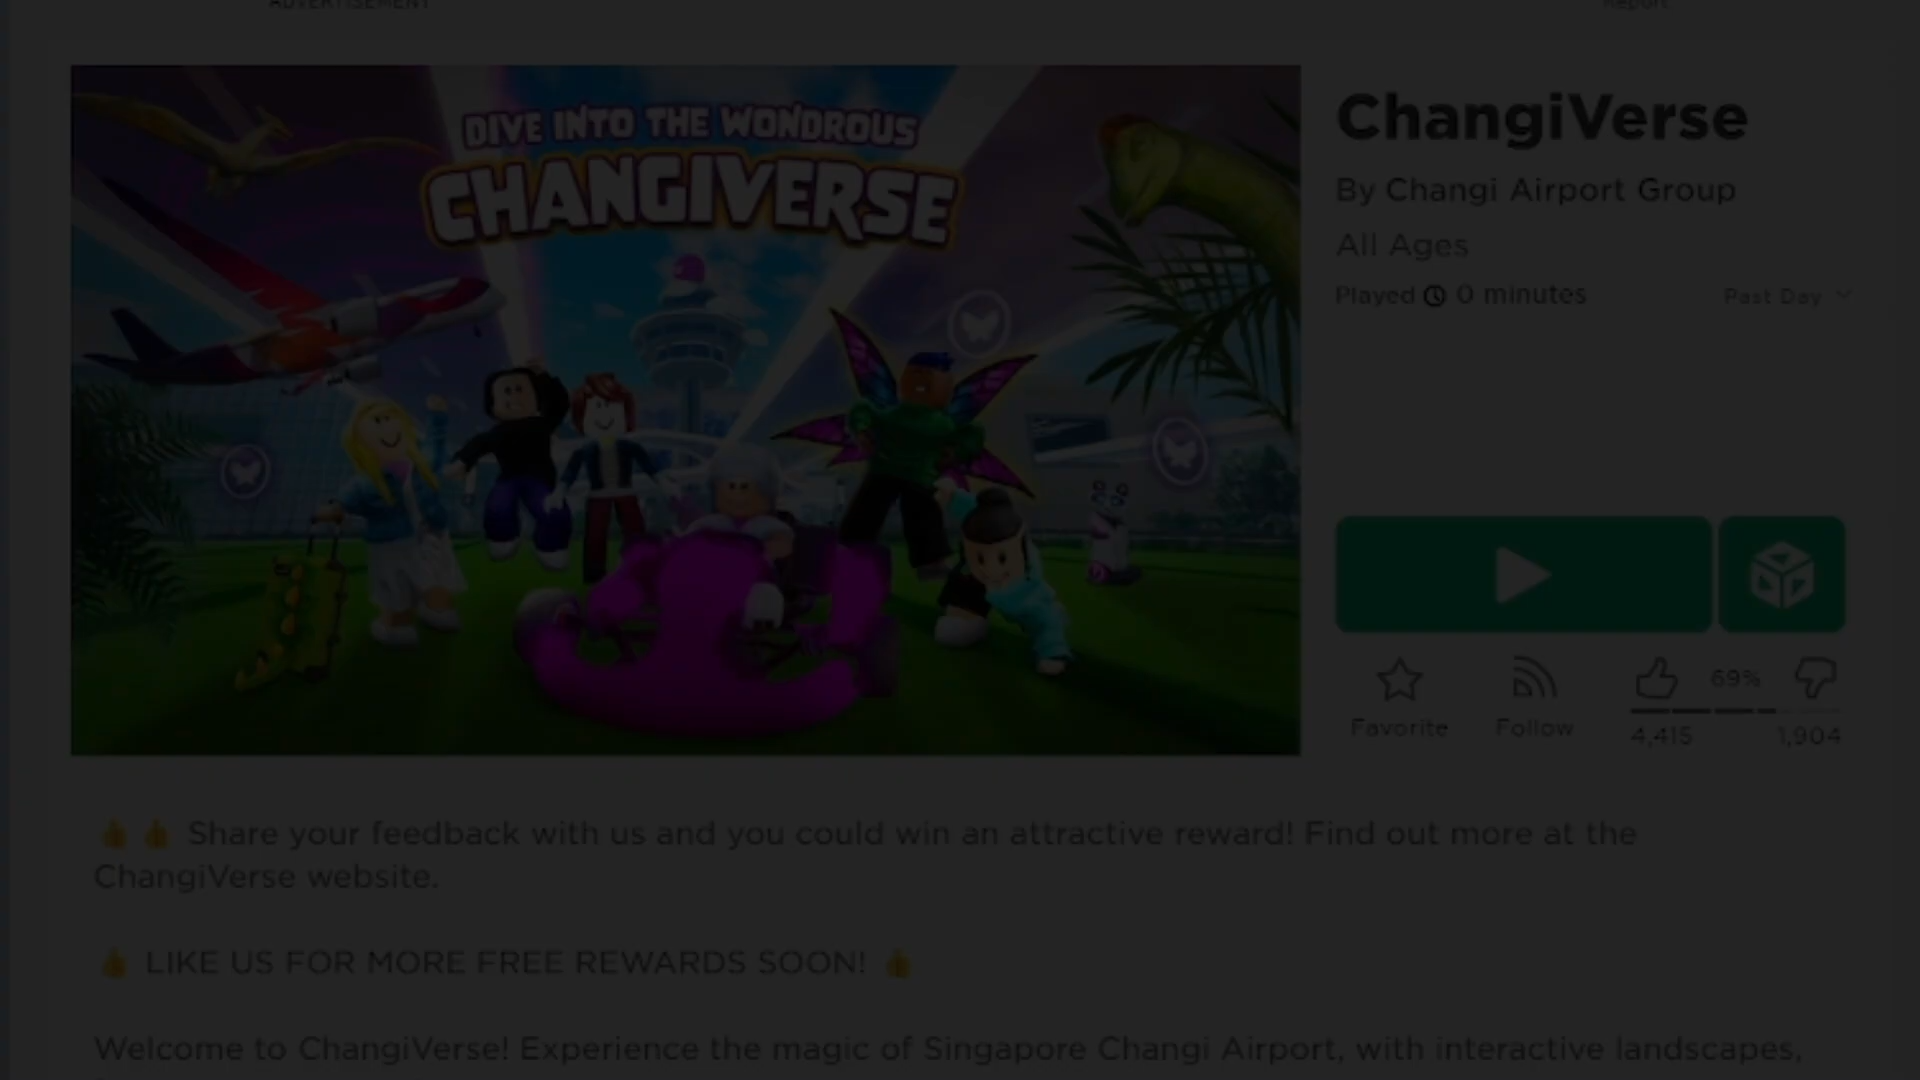 ADVERTISEMENT
Report
DIVE INTO THE WONDROUS
CHANGIVERSE
ChangiVerse
By Changi Airport Group
All Ages
Played 0 minutes
Past Day
Favorite
Follow
69%
4,415
1,904
👍 👍 Share your feedback with us and you could win an attractive reward! Find out more at the
ChangiVerse website.
👍 LIKE US FOR MORE FREE REWARDS SOON! 👍
Welcome to ChangiVerse! Experience the magic of Singapore Changi Airport, with interactive landscapes,